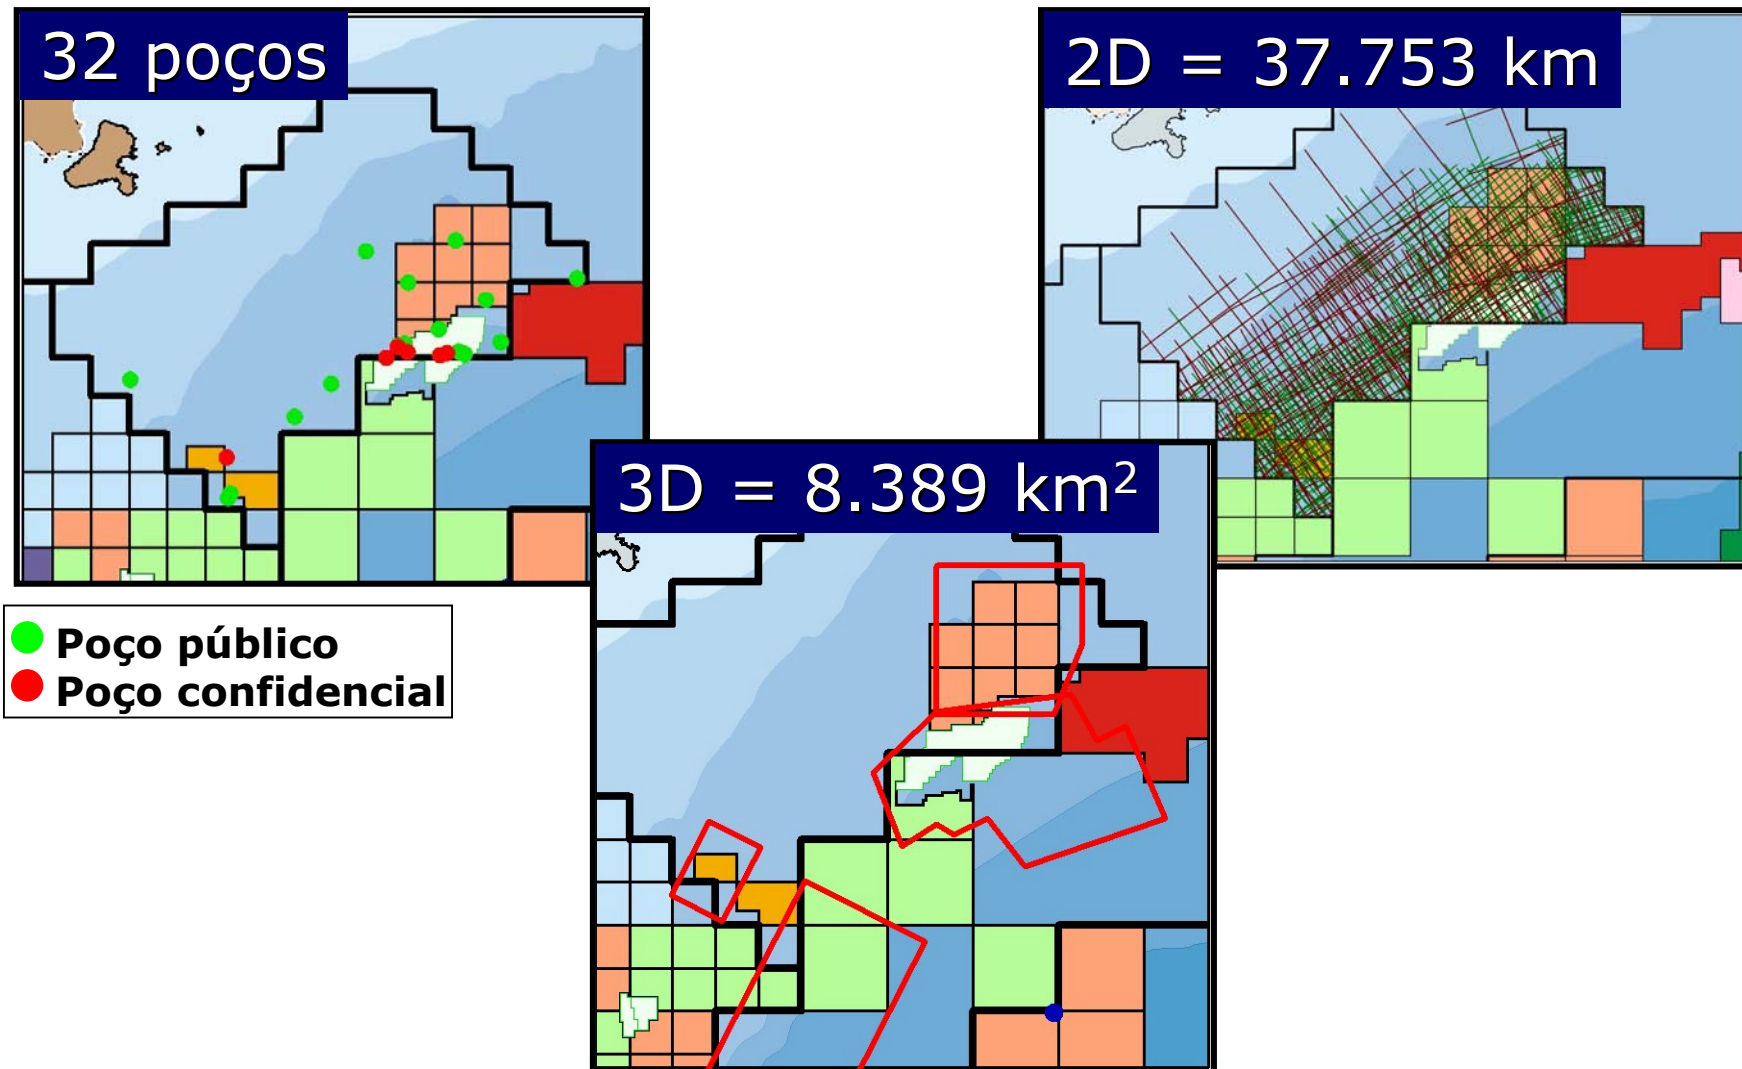 32 poços
2D = 37.753 km
3D = 8.389 km²
Poço público
Poço confidencial